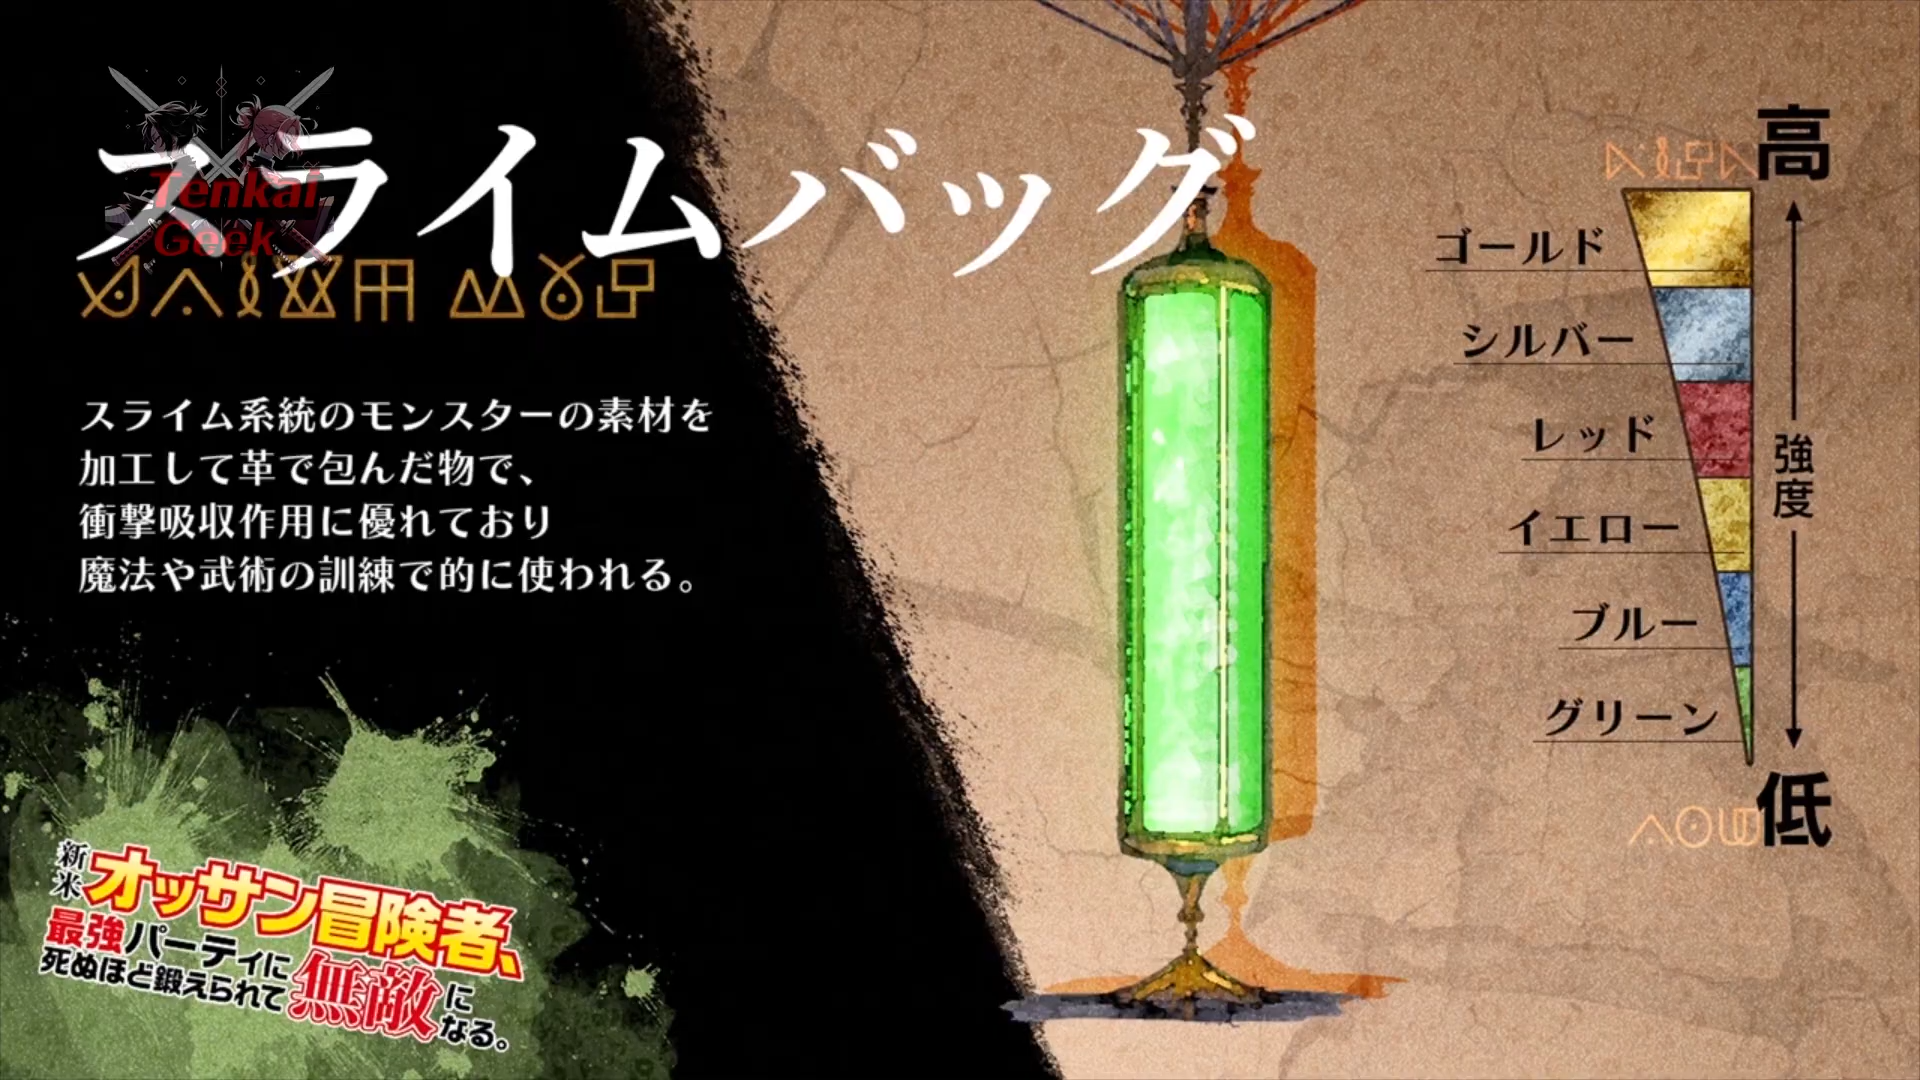 スライムバッグ
Tenkai
Geek
スライム系統のモンスターの素材を
加工して革で包んだ物で、
衝撃吸収作用に優れており
魔法や武術の訓練で的に使われる。
高
ゴールド
シルバー
レッド
イエロー
ブルー
グリーン
強度
低
新米オッサン冒険者、
最強パーティに
死ぬほど鍛えられて
無敵になる。